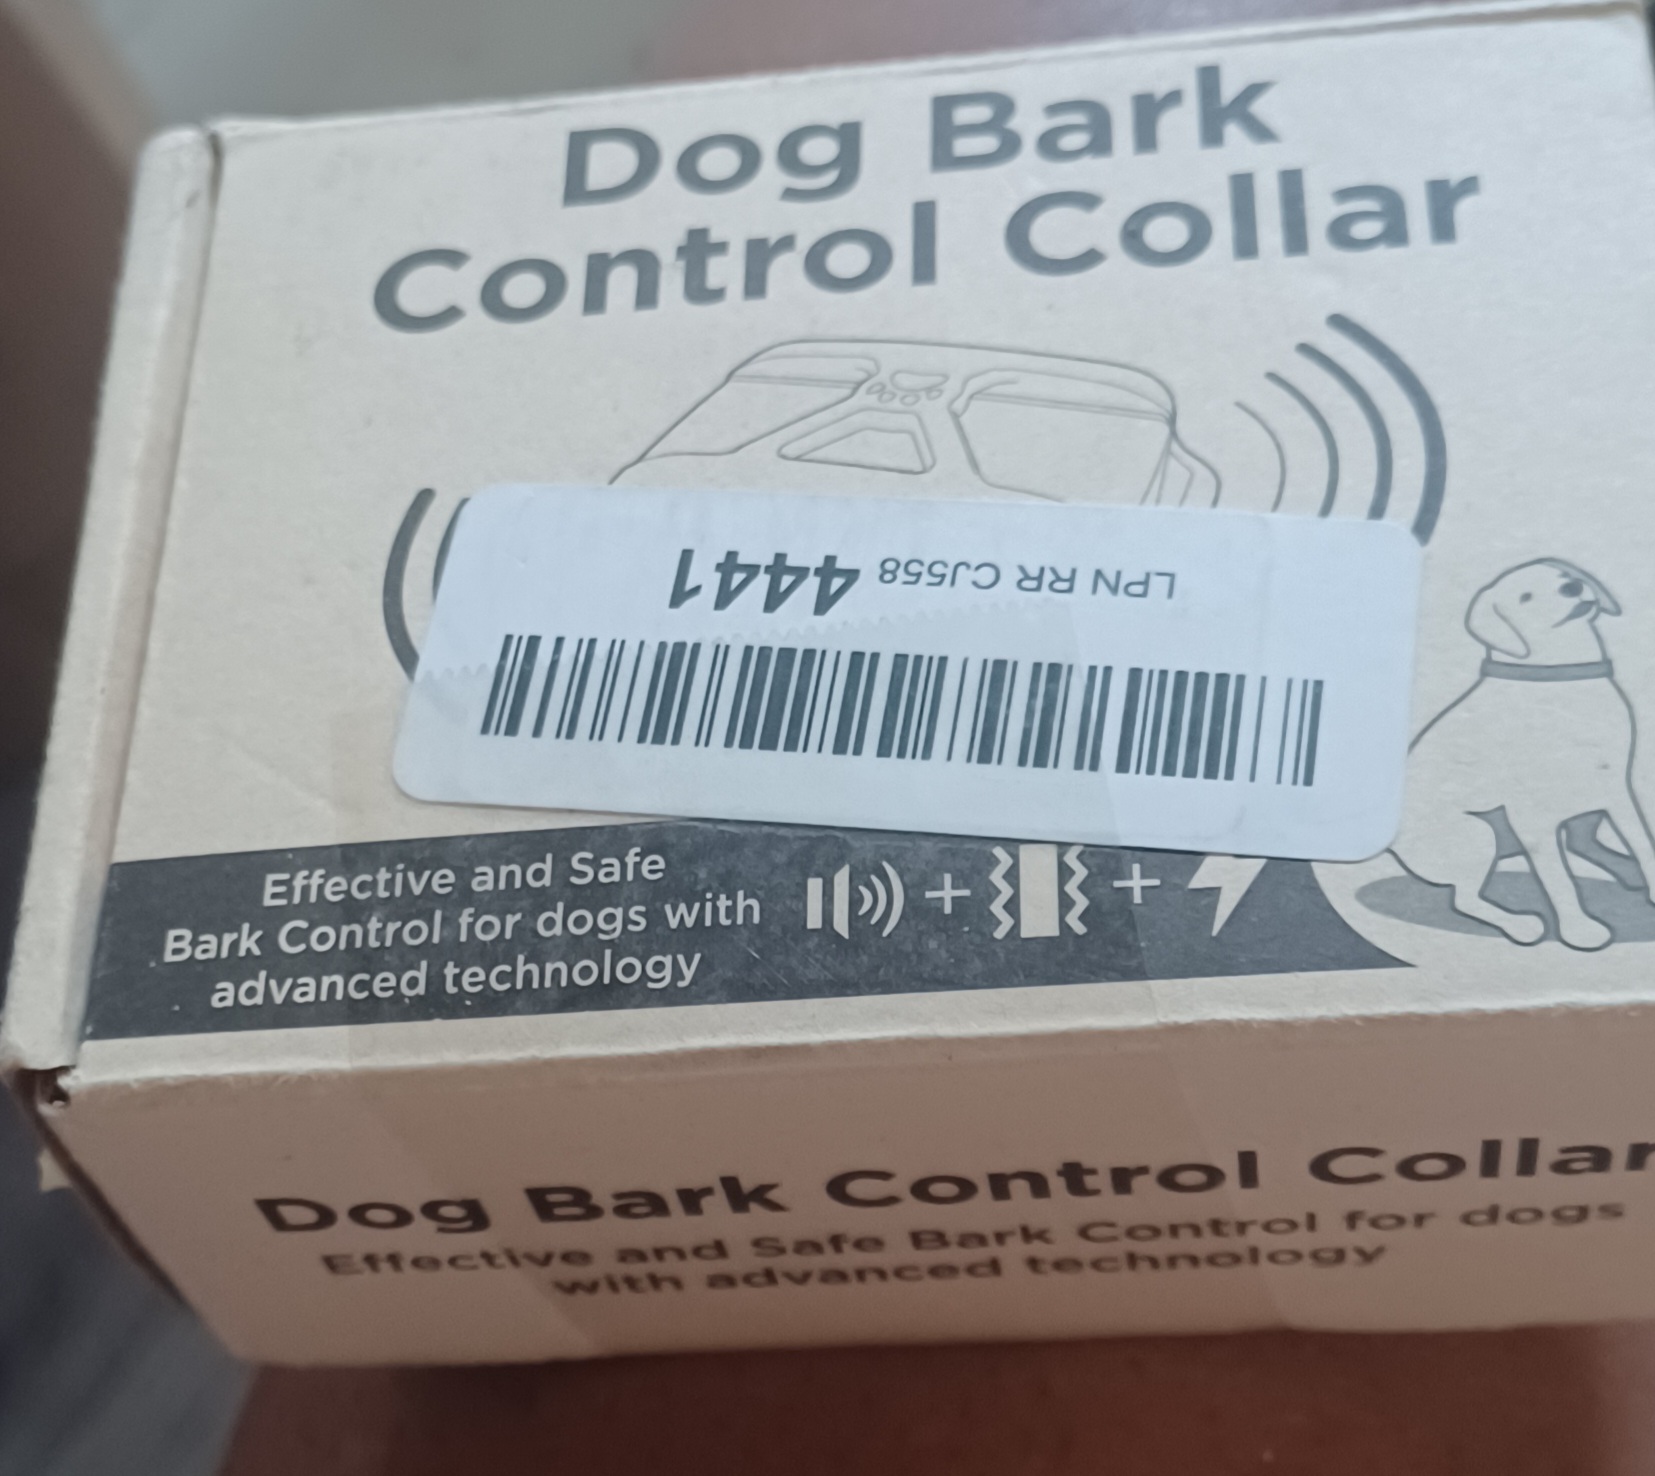 Dog Bark
Control Collar
LPN RR CJ558 4441
Effective and Safe
Bark Control for dogs with
advanced technology
Dog Bark Control Collar
Effective and Safe Bark Control for dogs
with advanced technology